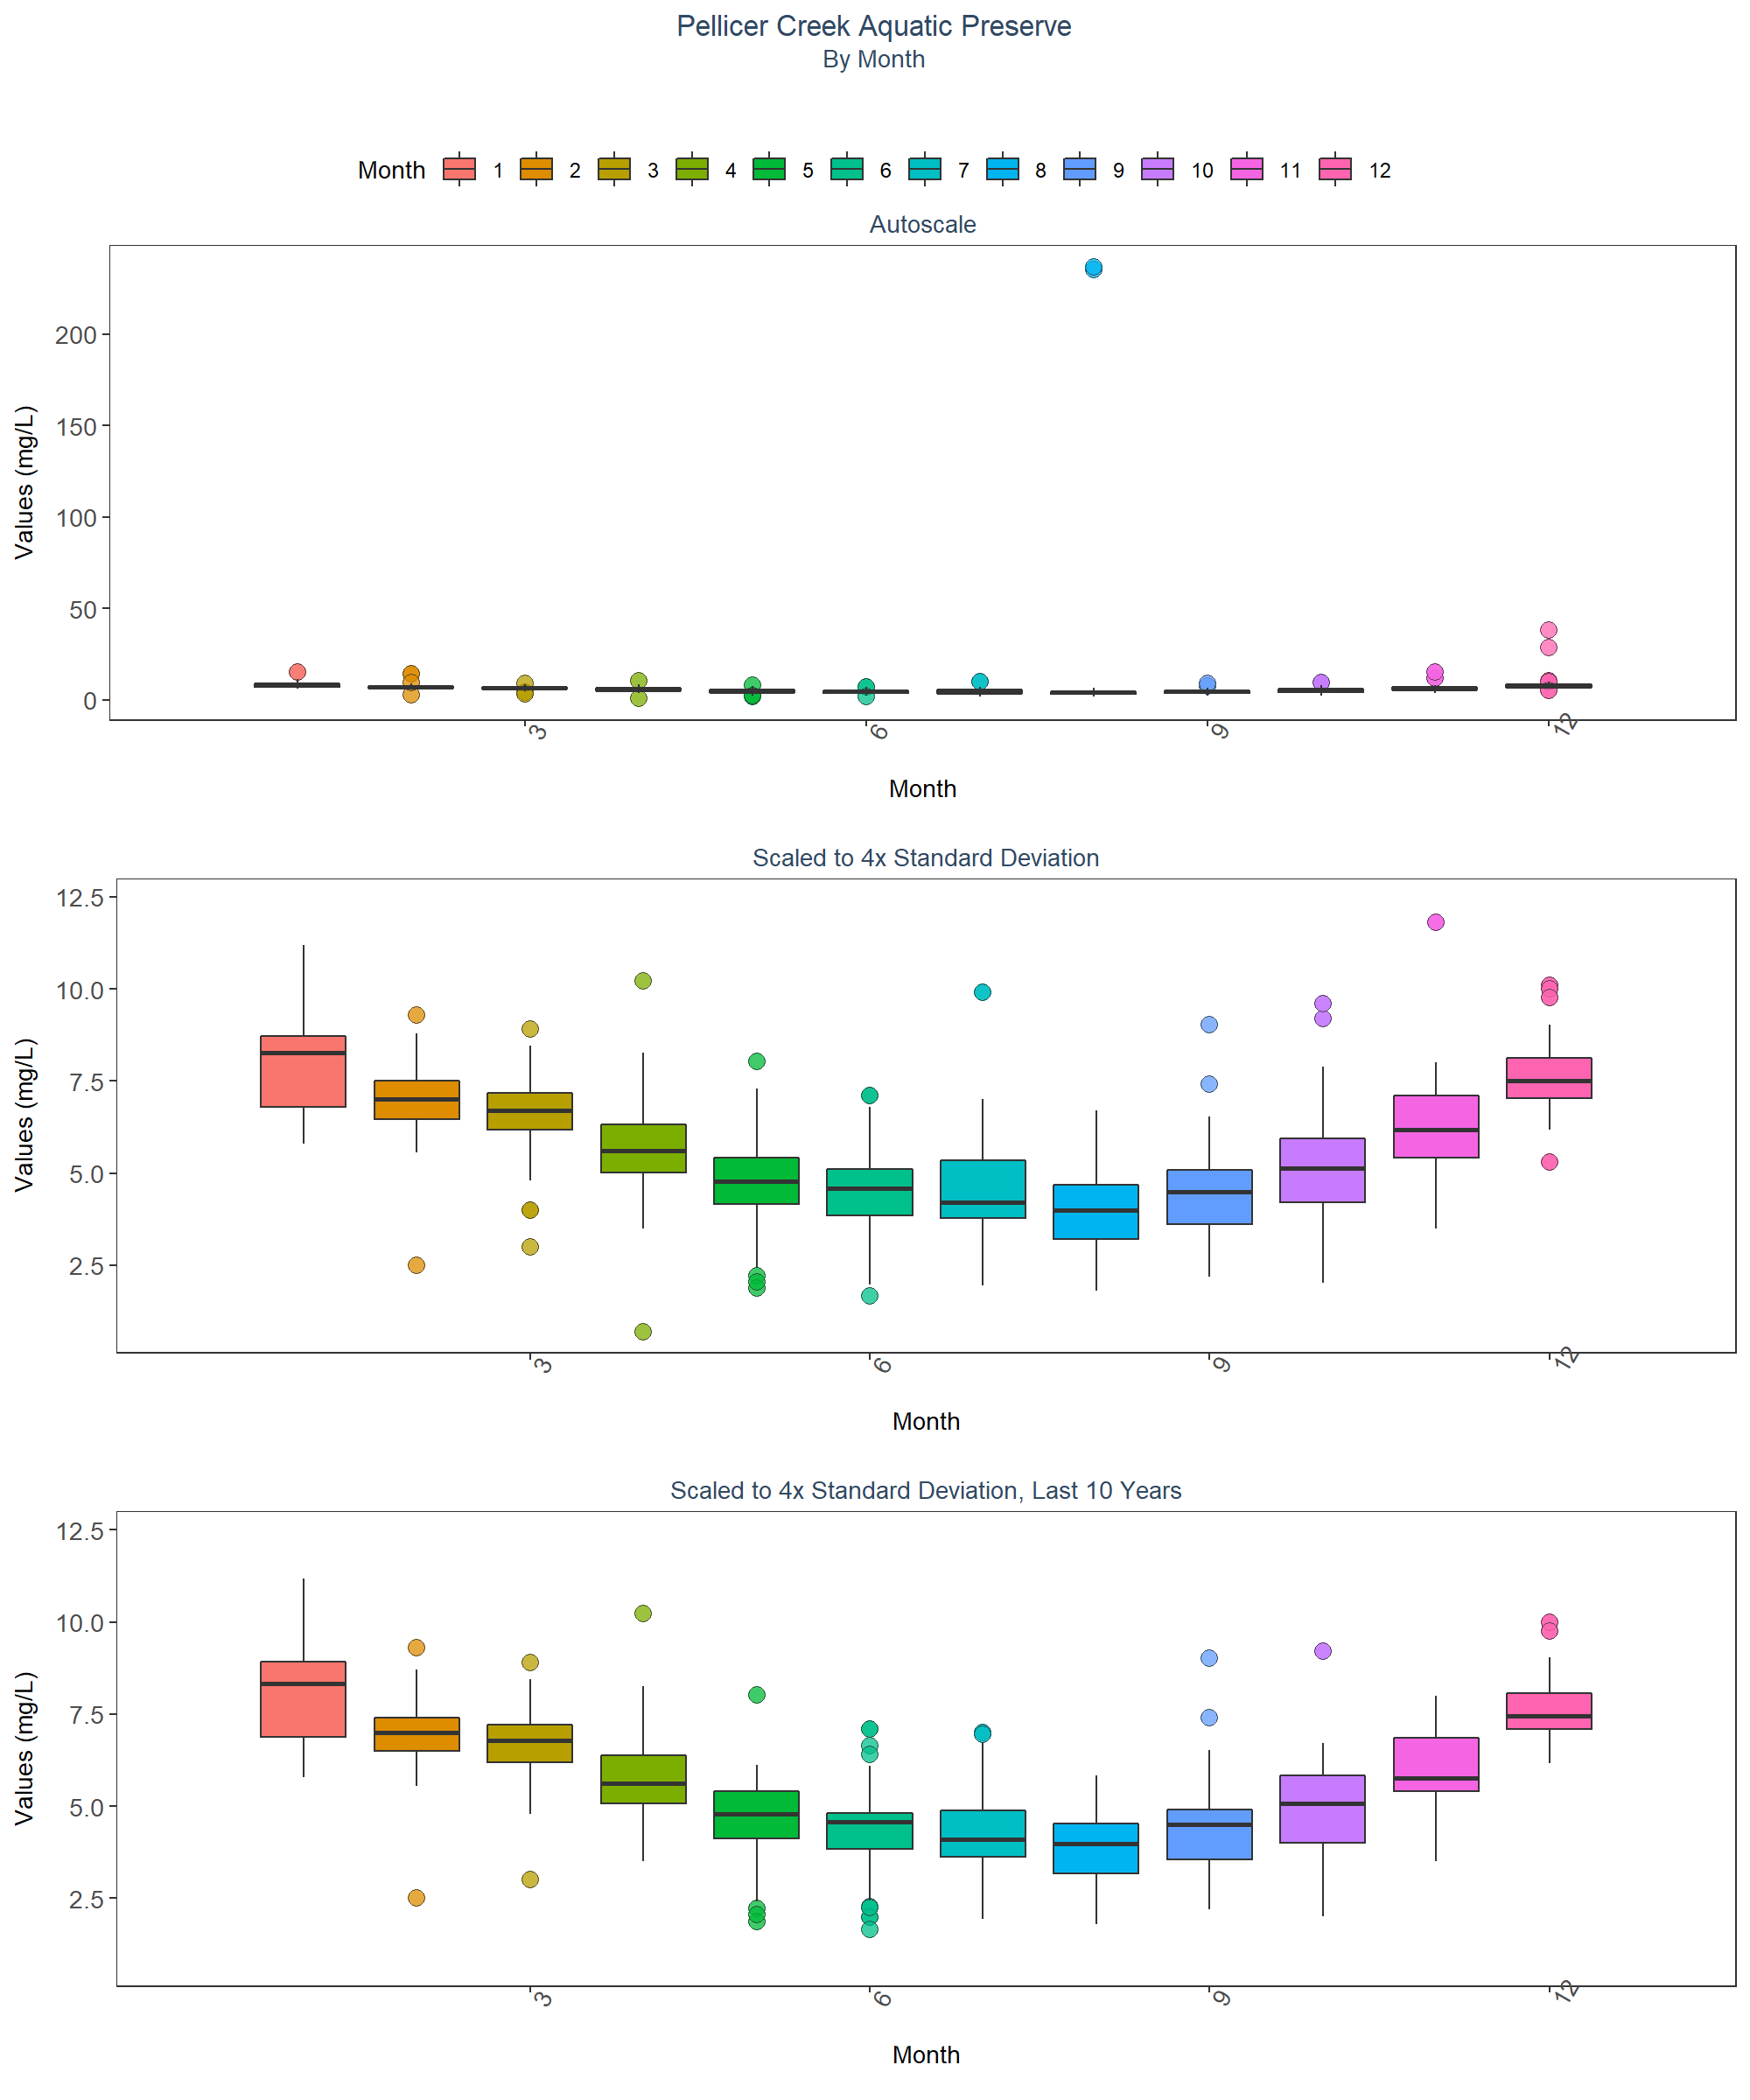 Pellicer Creek Aquatic Preserve
By Month
Month 1 2 3 4 5 6 7 8 9 10 11 12
Autoscale
Values (mg/L)
200
150
100
50
0
3 6 9 12
Month
Scaled to 4x Standard Deviation
Values (mg/L)
12.5
10.0
7.5
5.0
2.5
3 6 9 12
Month
Scaled to 4x Standard Deviation, Last 10 Years
Values (mg/L)
12.5
10.0
7.5
5.0
2.5
3 6 9 12
Month